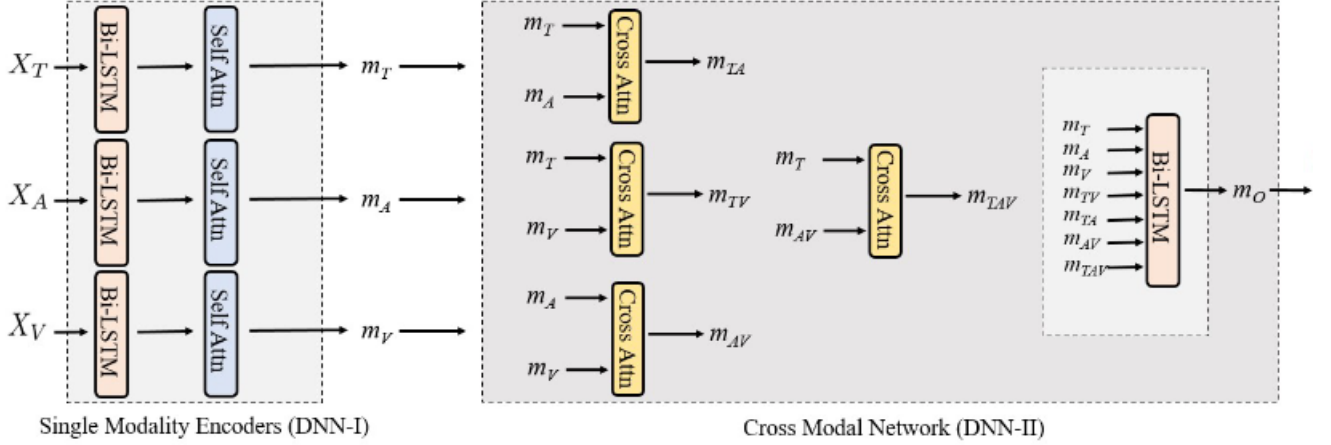 X_T
Bi-LSTM
Self Attn
m_T
X_A
Bi-LSTM
Self Attn
m_A
X_V
Bi-LSTM
Self Attn
m_V
Single Modality Encoders (DNN-I)
m_T
m_A
Cross Attn
m_TA
m_T
m_V
Cross Attn
m_TV
m_A
m_V
Cross Attn
m_AV
m_T
m_AV
Cross Attn
m_TAV
m_T
m_A
m_V
m_TV
m_TA
m_AV
m_TAV
Bi-LSTM
m_O
Cross Modal Network (DNN-II)